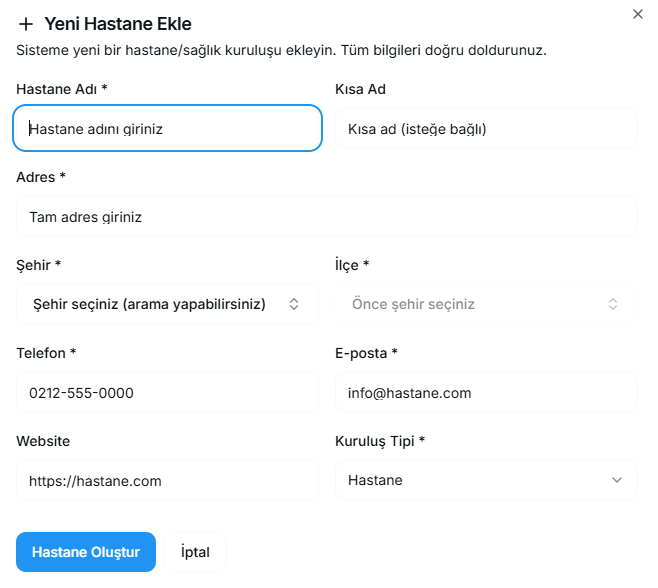 Yeni Hastane Ekle
Sisteme yeni bir hastane/sağlık kuruluşu ekleyin. Tüm bilgileri doğru doldurunuz.
Hastane Adı * Kısa Ad
Hastane adını giriniz Kısa ad (isteğe bağlı)
Adres *
Tam adres giriniz
Şehir * İlçe *
Şehir seçiniz (arama yapabilirsiniz) Önce şehir seçiniz
Telefon * E-posta *
0212-555-0000 info@hastane.com
Website Kuruluş Tipi *
https://hastane.com Hastane
Hastane Oluştur İptal